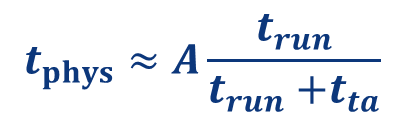 t_phys ≈ A t_run / (t_run + t_ta)